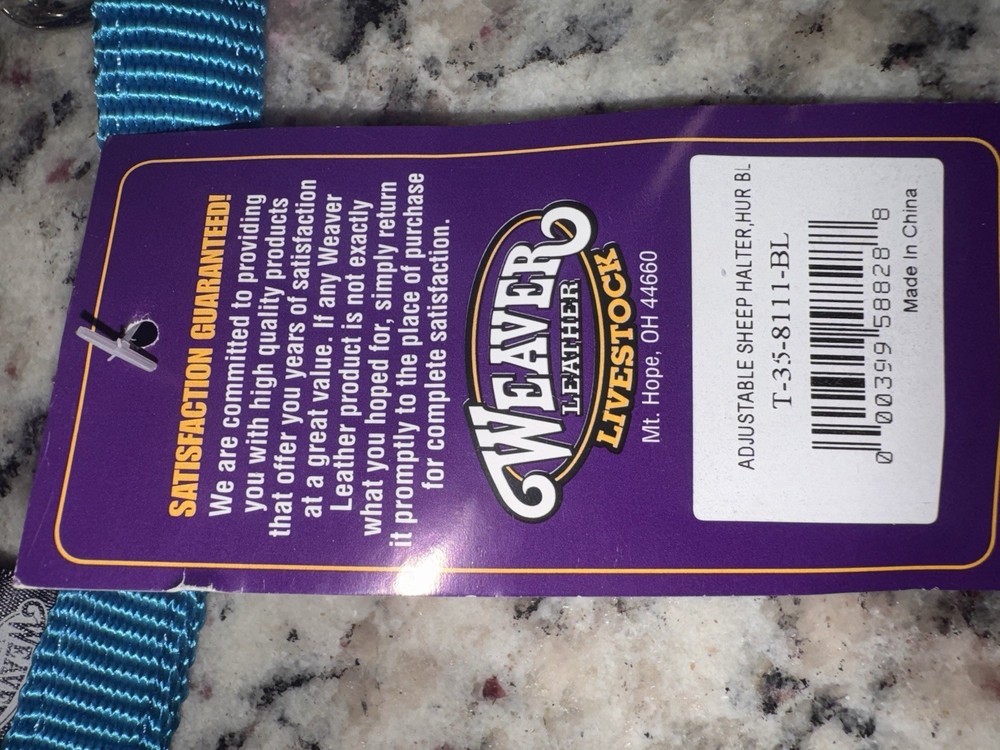 SATISFACTION GUARANTEED!
We are committed to providing
you with high quality products
that offer you years of satisfaction
at a great value. If any Weaver
Leather product is not exactly
what you hoped for, simply return
it promptly to the place of purchase
for complete satisfaction.
WEAVER
LEATHER
LIVESTOCK
Mt. Hope, OH 44660
ADJUSTABLE SHEEP HALTER,HUR BL
T-35-8111-BL
0 00399 58828 8
Made In China
WEAVER